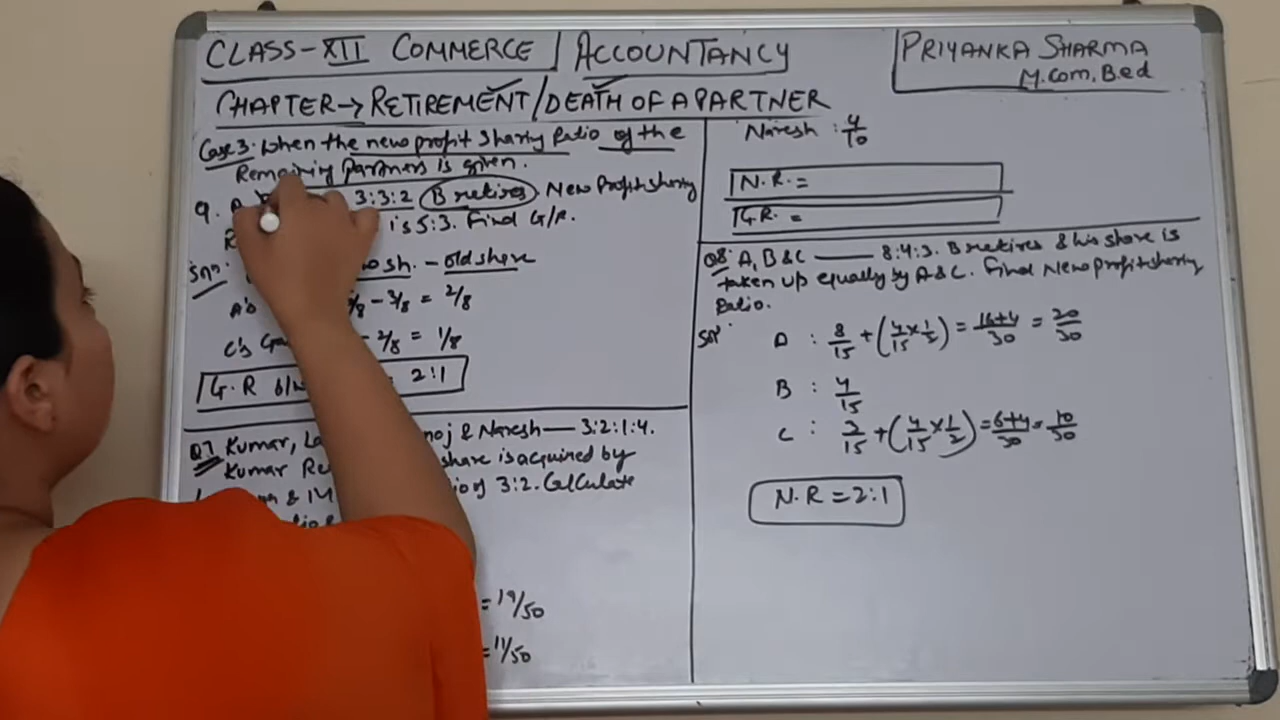 CLASS-XII COMMERCE / ACCOUNTANCY
PRIYANKA SHARMA
M.Com, B.ed
CHAPTER → RETIREMENT/DEATH OF A PARTNER
Case 3. When the new profit sharing Ratio of the
Remaining Partners is given.
Q. A 3:3:2 B retires New Profit sharing
is 5:3. Find G/R.
Soln. sh. - old share
A's /8 - 3/8 = 2/8
C's - 2/8 = 1/8
G.R b/w 2:1
Q7 Kumar, & Naresh — 3:2:1:4.
Kumar share is acquired by
& of 3:2. Calculate
= 19/50
= 11/50
Naresh : 4/10
N.R. =
G.R. =
Q8. A, B & C — 8:4:3. B retires & his share is
taken up equally by A & C. Find New profit sharing
Ratio.
Sol.
A : 8/15 + (4/15 × 1/2) = 16+4/30 = 20/30
B : 4/15
C : 3/15 + (4/15 × 1/2) = 6+4/30 = 10/30
N.R = 2:1